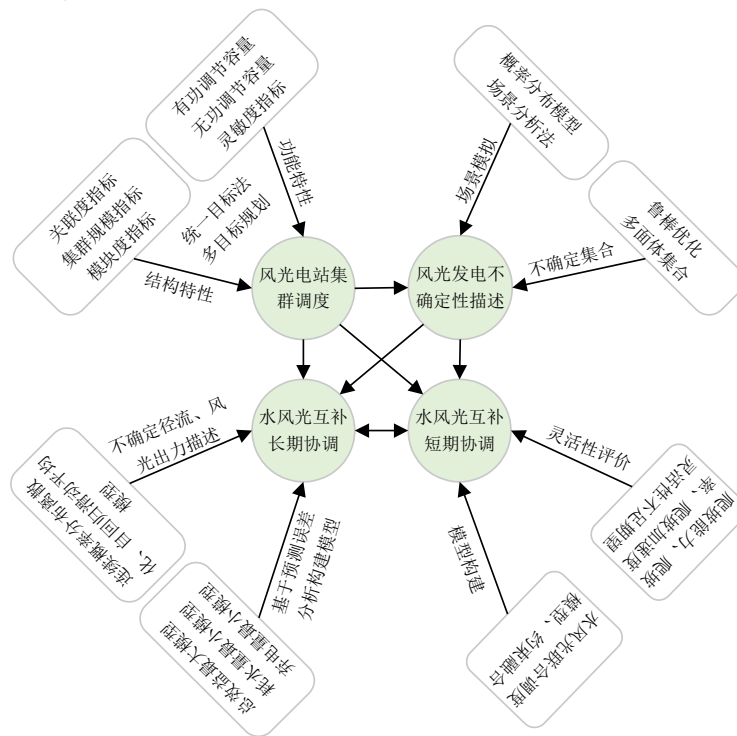 有功调节容量
无功调节容量
灵敏度指标
功能特性
概率分布模型
场景分析法
场景模拟
关联度指标
集群规模指标
模块度指标
结构特性
统一目标法
多目标规划
鲁棒优化
多面体集合
不确定集合
风光电站集
群调度
风光发电不
确定性描述
水风光互补
长期协调
水风光互补
短期协调
不确定径流、风
光出力描述
连续概率分布离散
化、自回归滑动平均
模型
基于预测误差
分析构建模型
总效益最大模型
耗水量最小模型
弃电量最小模型
灵活性评价
爬坡能力、爬坡
率、爬坡加速度
灵活性不足期望
模型构建
水风光联合调度
模型、约束融合